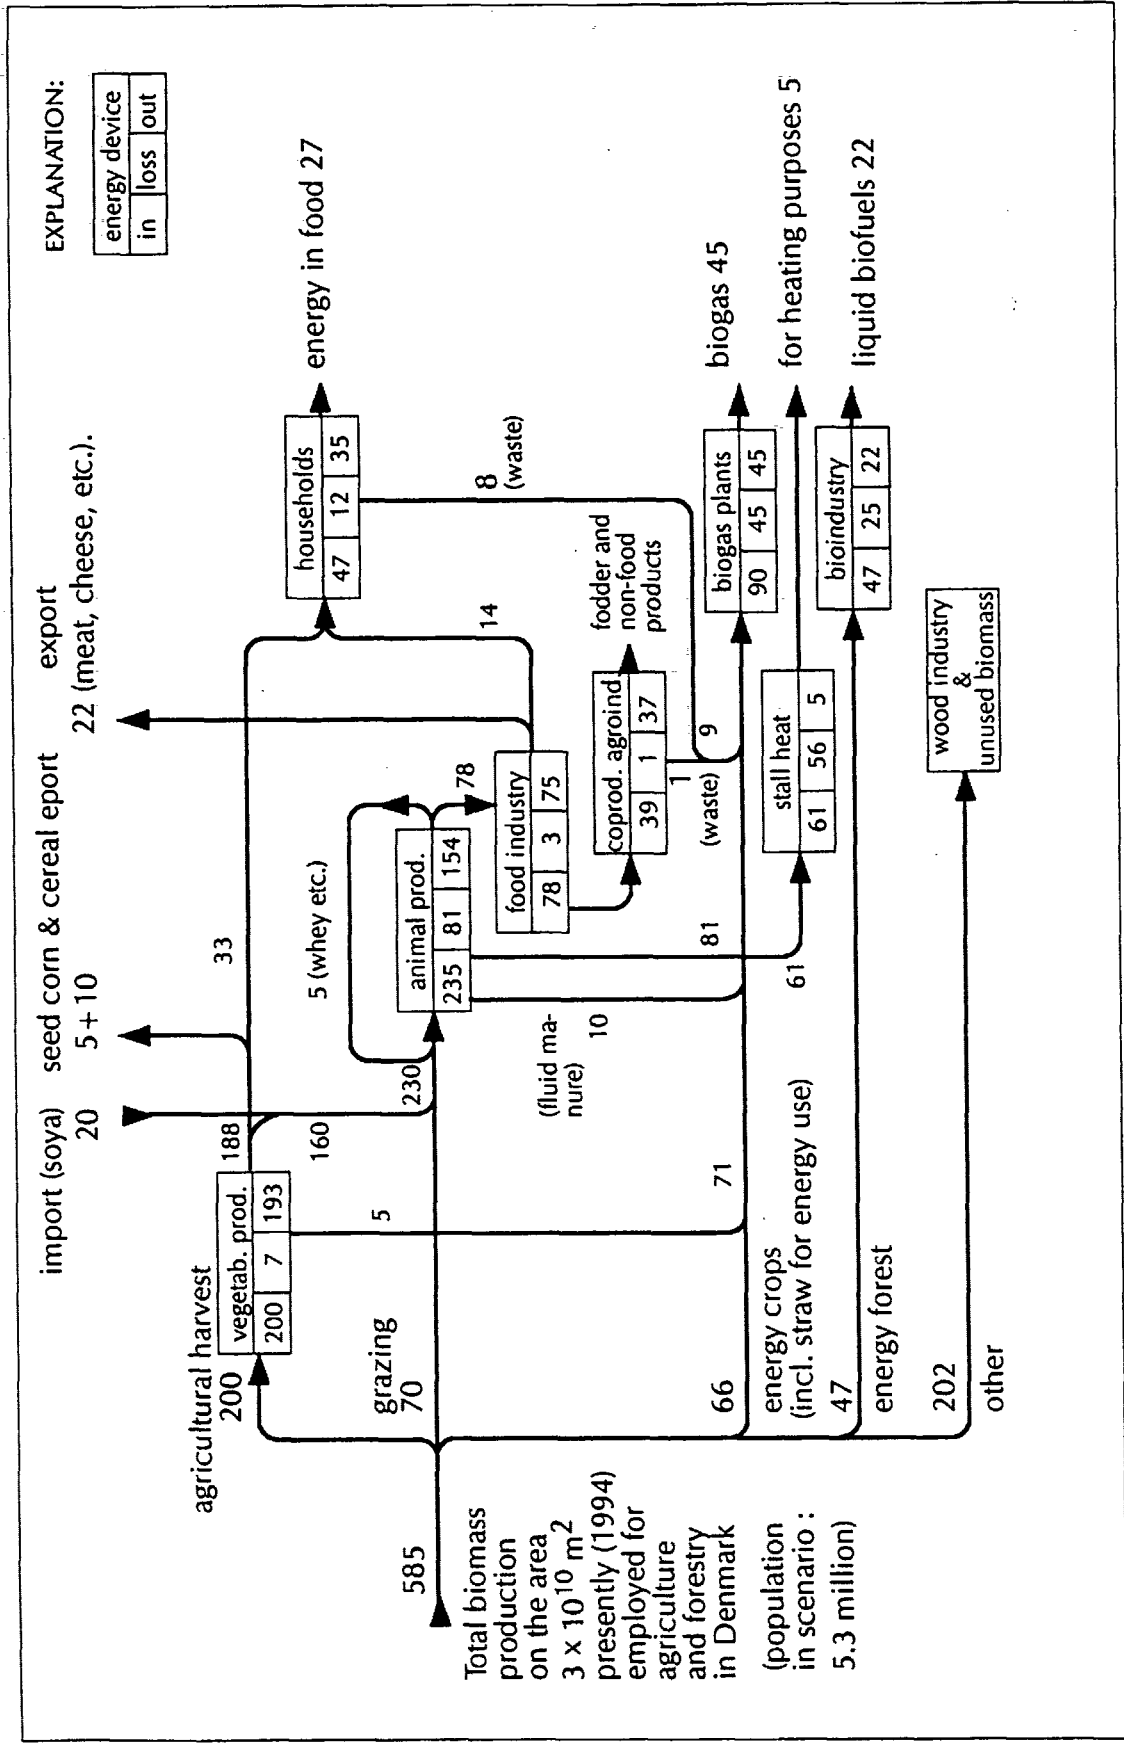 EXPLANATION:
energy device
in loss out
import (soya)
20
seed corn & cereal eport
5+10
export
22 (meat, cheese, etc.).
agricultural harvest
200
vegetab. prod.
200 7 193
188
160
33
5 (whey etc.)
230
grazing
70
5
animal prod.
235 81 154
78
food industry
78 3 75
14
households
47 12 35
energy in food 27
8
(waste)
coprod. agroind.
39 1 37
fodder and
non-food
products
1
(waste)
9
(fluid ma-
nure)
10
81
61
71
biogas plants
90 45 45
biogas 45
stall heat
61 56 5
for heating purposes 5
bioindustry
47 25 22
liquid biofuels 22
66
energy crops
(incl. straw for energy use)
47
energy forest
202
other
wood industry
&
unused biomass
585
Total biomass
production
on the area
3 x 10¹⁰ m²
presently (1994)
employed for
agriculture
and forestry
in Denmark
(population
in scenario :
5.3 million)